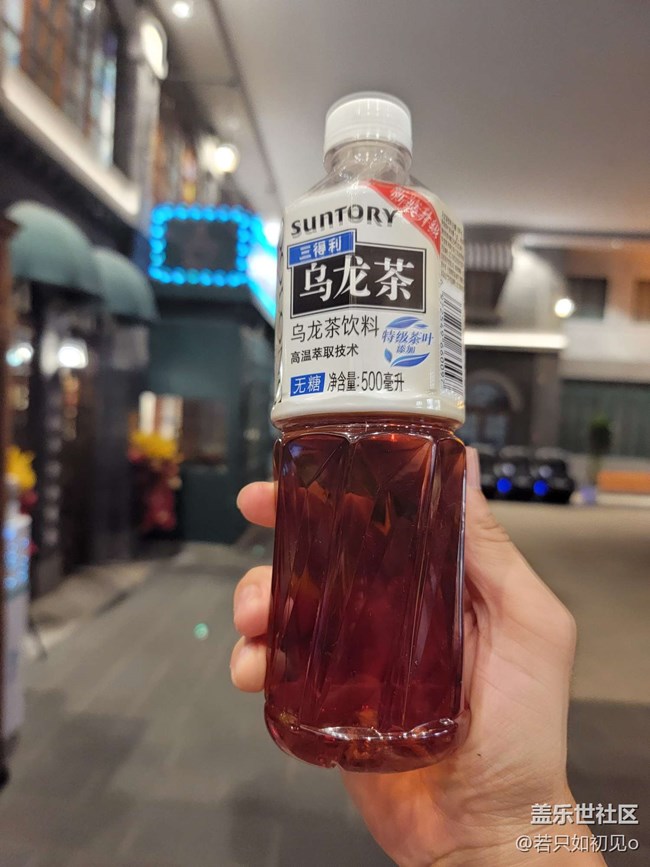 SUNTORY
新装升级
三得利
乌龙茶
乌龙茶饮料
高温萃取技术
特级茶叶
添加
无糖 净含量:500毫升
盖乐世社区
@若只如初见o